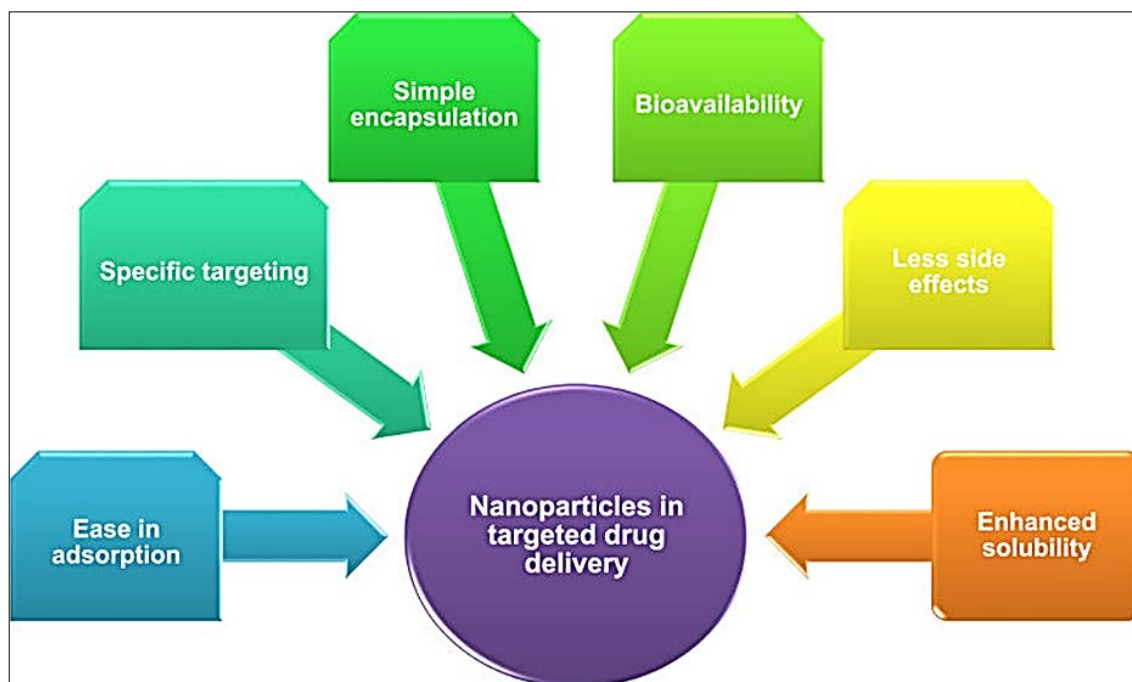 Simple
encapsulation
Bioavailability
Specific targeting
Less side
effects
Ease in
adsorption
Nanoparticles in
targeted drug
delivery
Enhanced
solubility